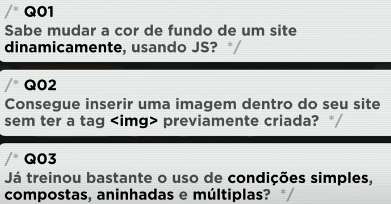 /* Q01
Sabe mudar a cor de fundo de um site
dinamicamente, usando JS? */
/* Q02
Consegue inserir uma imagem dentro do seu site
sem ter a tag <img> previamente criada? */
/* Q03
Já treinou bastante o uso de condições simples,
compostas, aninhadas e múltiplas? */